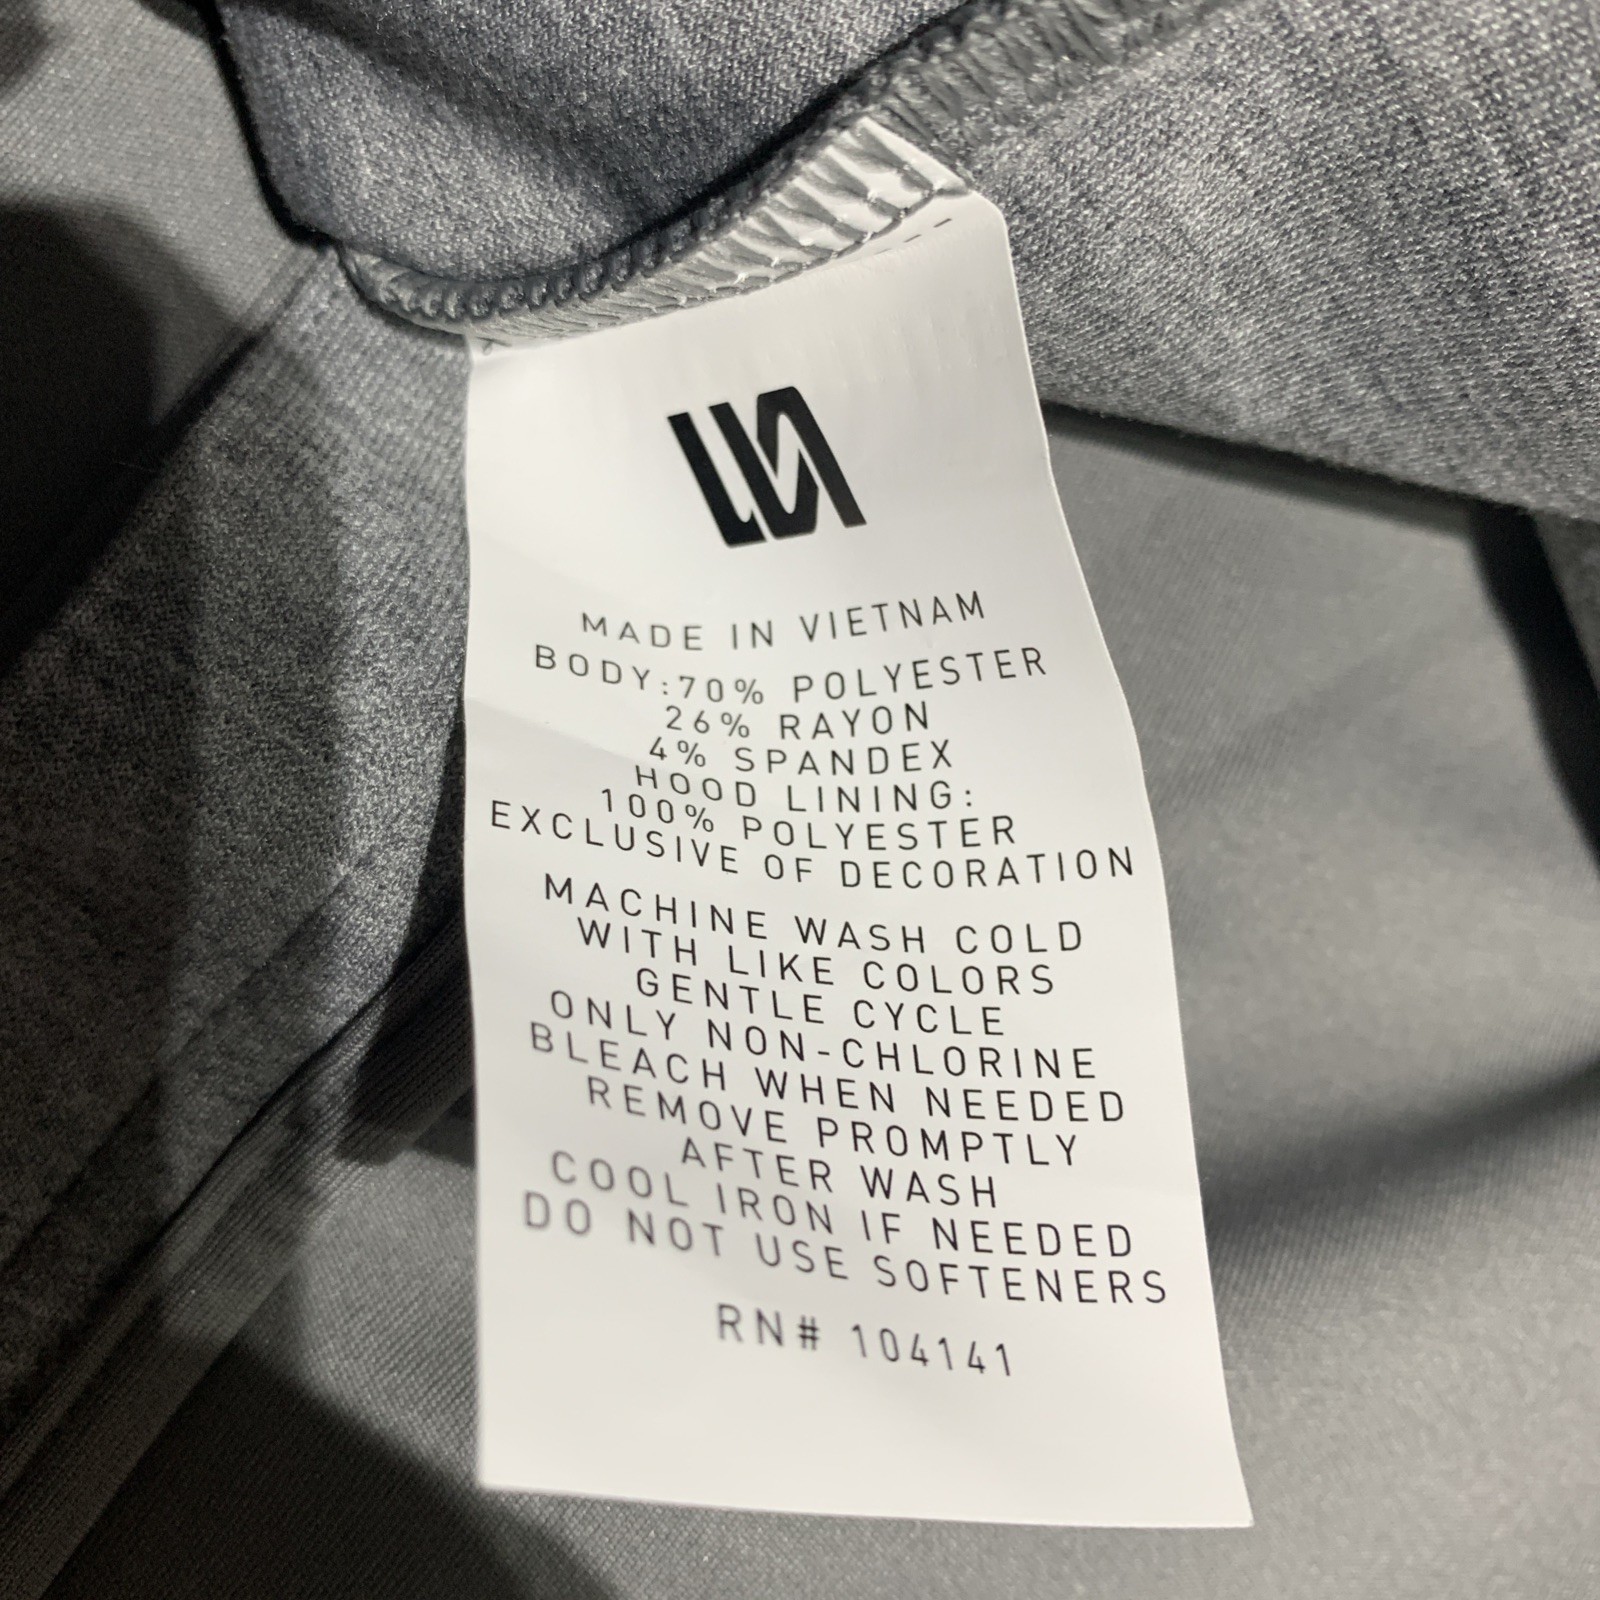 MADE IN VIETNAM
BODY:70% POLYESTER
26% RAYON
4% SPANDEX
HOOD LINING:
100% POLYESTER
EXCLUSIVE OF DECORATION
MACHINE WASH COLD
WITH LIKE COLORS
GENTLE CYCLE
ONLY NON-CHLORINE
BLEACH WHEN NEEDED
REMOVE PROMPTLY
AFTER WASH
COOL IRON IF NEEDED
DO NOT USE SOFTENERS
RN# 104141